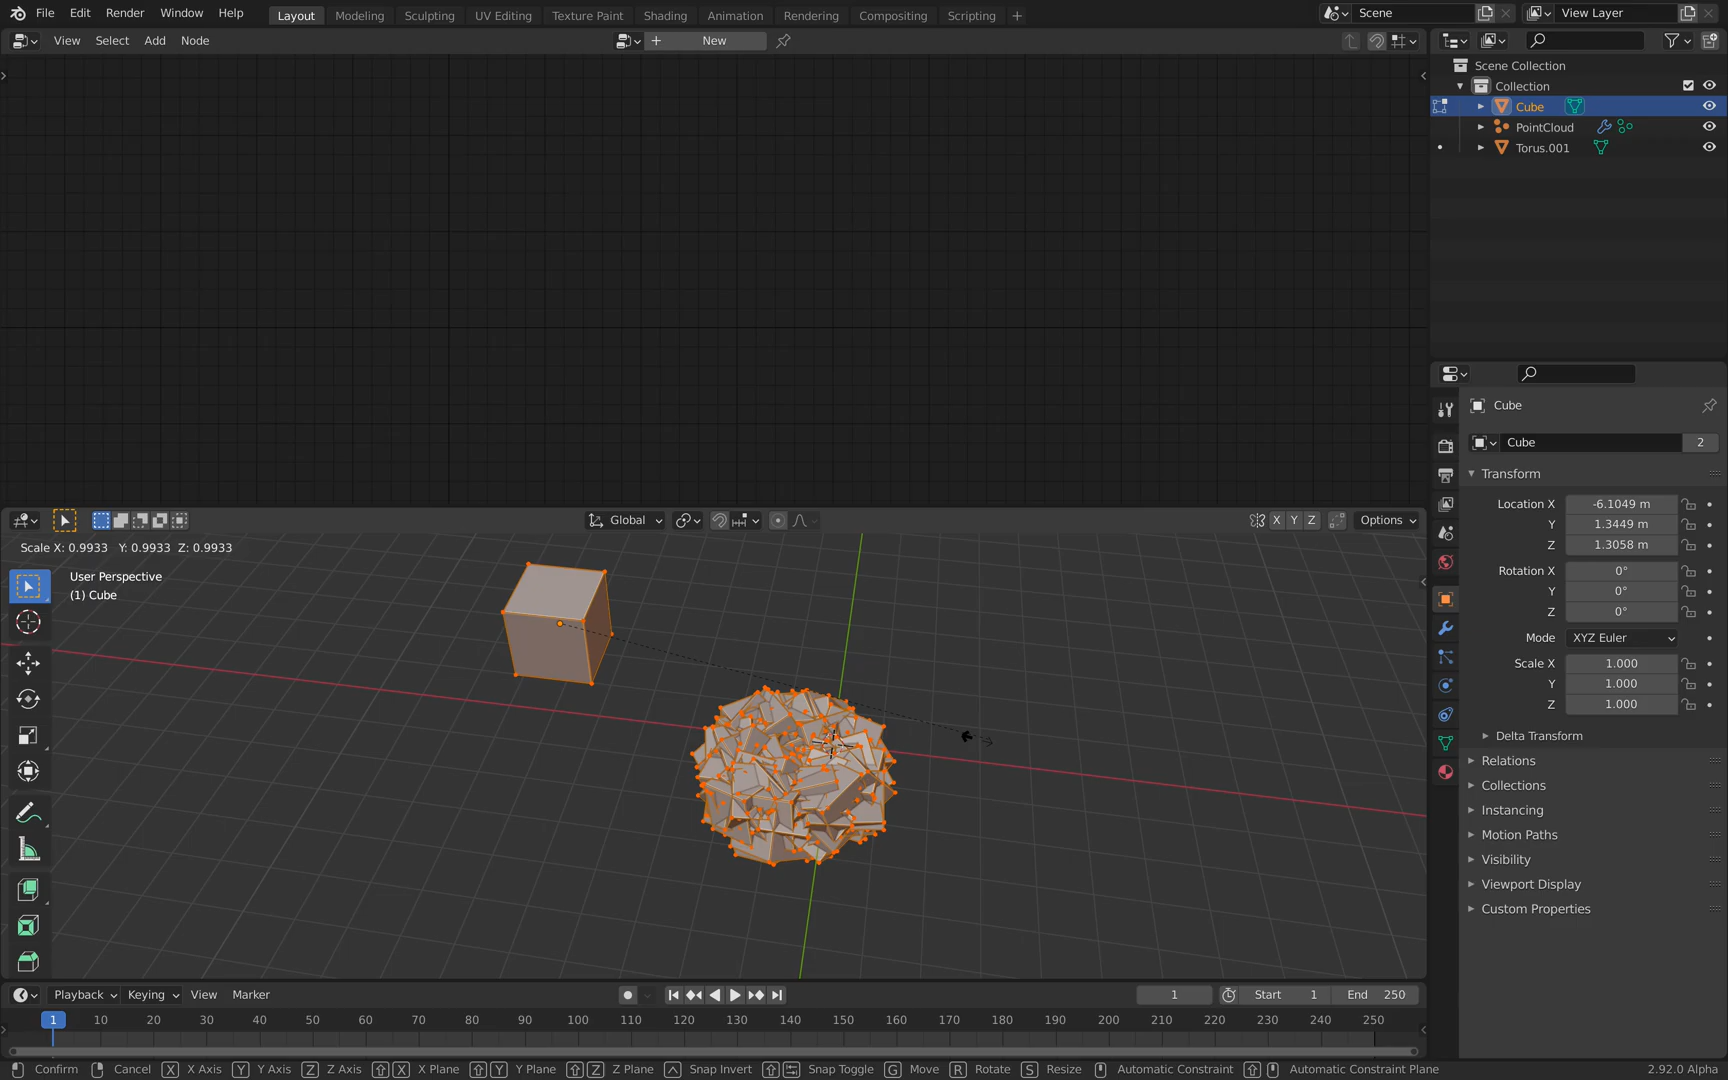 File Edit Render Window Help Layout Modeling Sculpting UV Editing Texture Paint Shading Animation Rendering Compositing Scripting + Scene View Layer
View Select Add Node New
Scene Collection
Collection
Cube
PointCloud
Torus.001
Cube
Cube 2
Transform
Location X -6.1049 m
Y 1.3449 m
Z 1.3058 m
Rotation X 0°
Y 0°
Z 0°
Mode XYZ Euler
Scale X 1.000
Y 1.000
Z 1.000
Delta Transform
Relations
Collections
Instancing
Motion Paths
Visibility
Viewport Display
Custom Properties
Global X Y Z Options
Scale X: 0.9933 Y: 0.9933 Z: 0.9933
User Perspective
(1) Cube
Playback Keying View Marker 1 Start 1 End 250
1 10 20 30 40 50 60 70 80 90 100 110 120 130 140 150 160 170 180 190 200 210 220 230 240 250
Confirm Cancel X X Axis Y Y Axis Z Z Axis X X Plane Y Y Plane Z Z Plane Snap Invert Snap Toggle G Move R Rotate S Resize Automatic Constraint Automatic Constraint Plane 2.92.0 Alpha